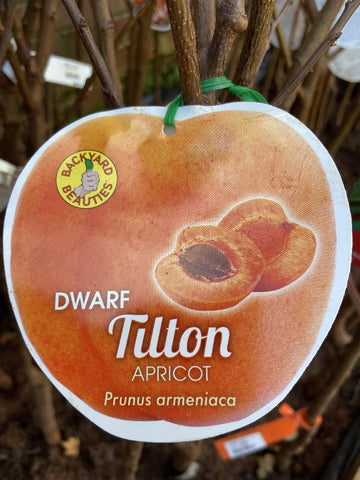 BACKYARD
BEAUTIES
DWARF
Tilton
APRICOT
Prunus armeniaca